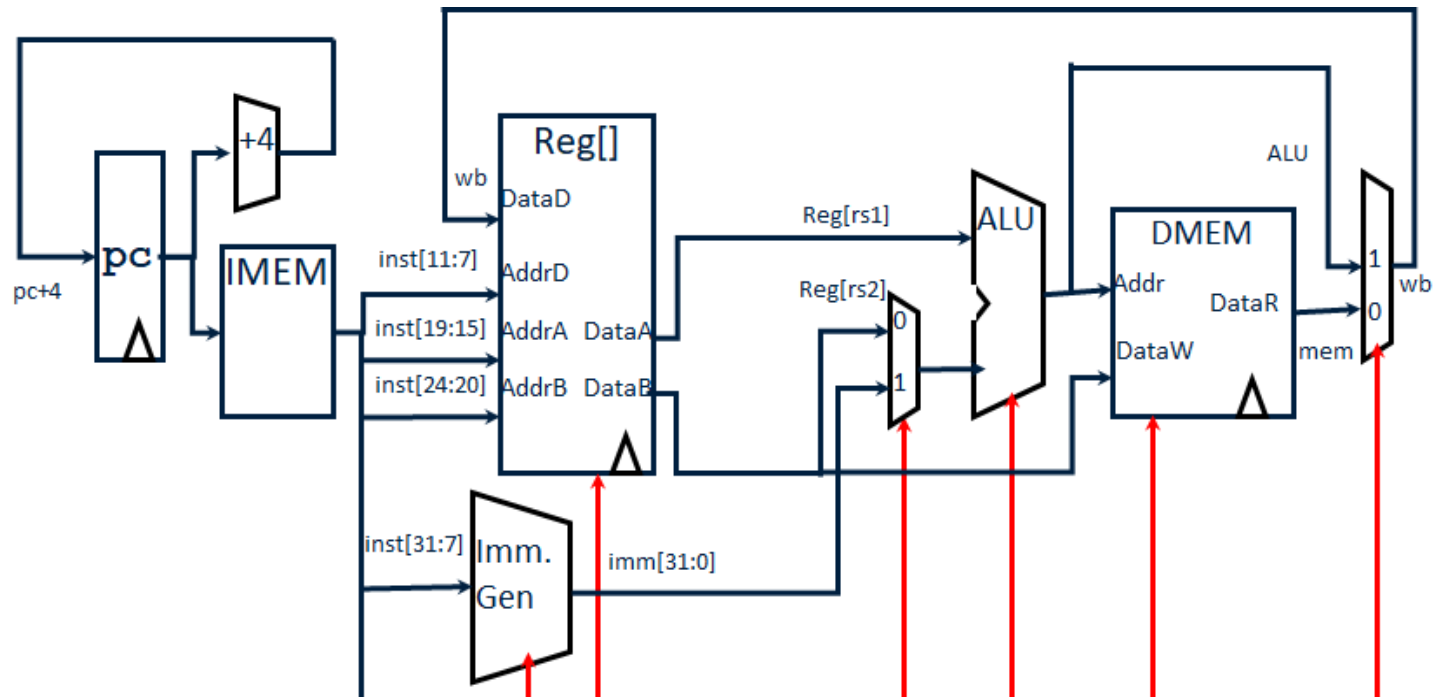 +4
pc
pc+4
IMEM
Reg[]
wb
DataD
inst[11:7]
AddrD
inst[19:15]
AddrA
DataA
inst[24:20]
AddrB
DataB
inst[31:7]
Imm.
Gen
imm[31:0]
Reg[rs1]
Reg[rs2]
0
1
ALU
DMEM
Addr
DataR
DataW
mem
ALU
1
0
wb